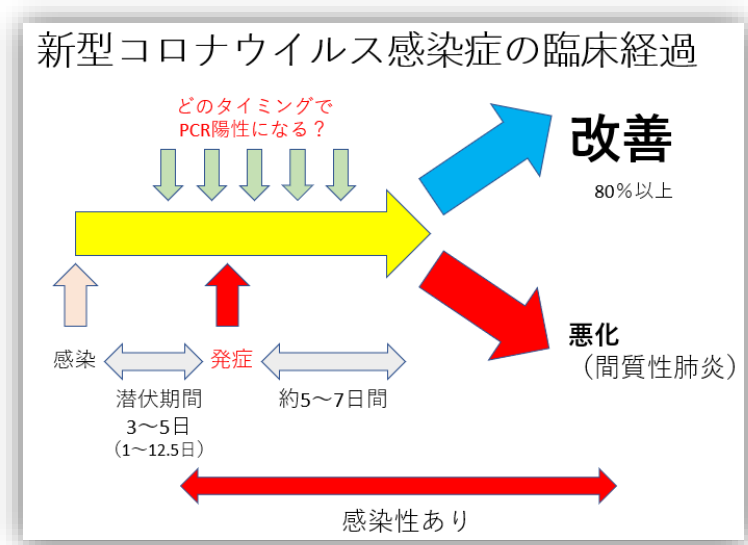 新型コロナウイルス感染症の臨床経過
どのタイミングで
PCR陽性になる？
改善
80％以上
感染
発症
潜伏期間
3～5日
（1～12.5日）
約5～7日間
悪化
（間質性肺炎）
感染性あり